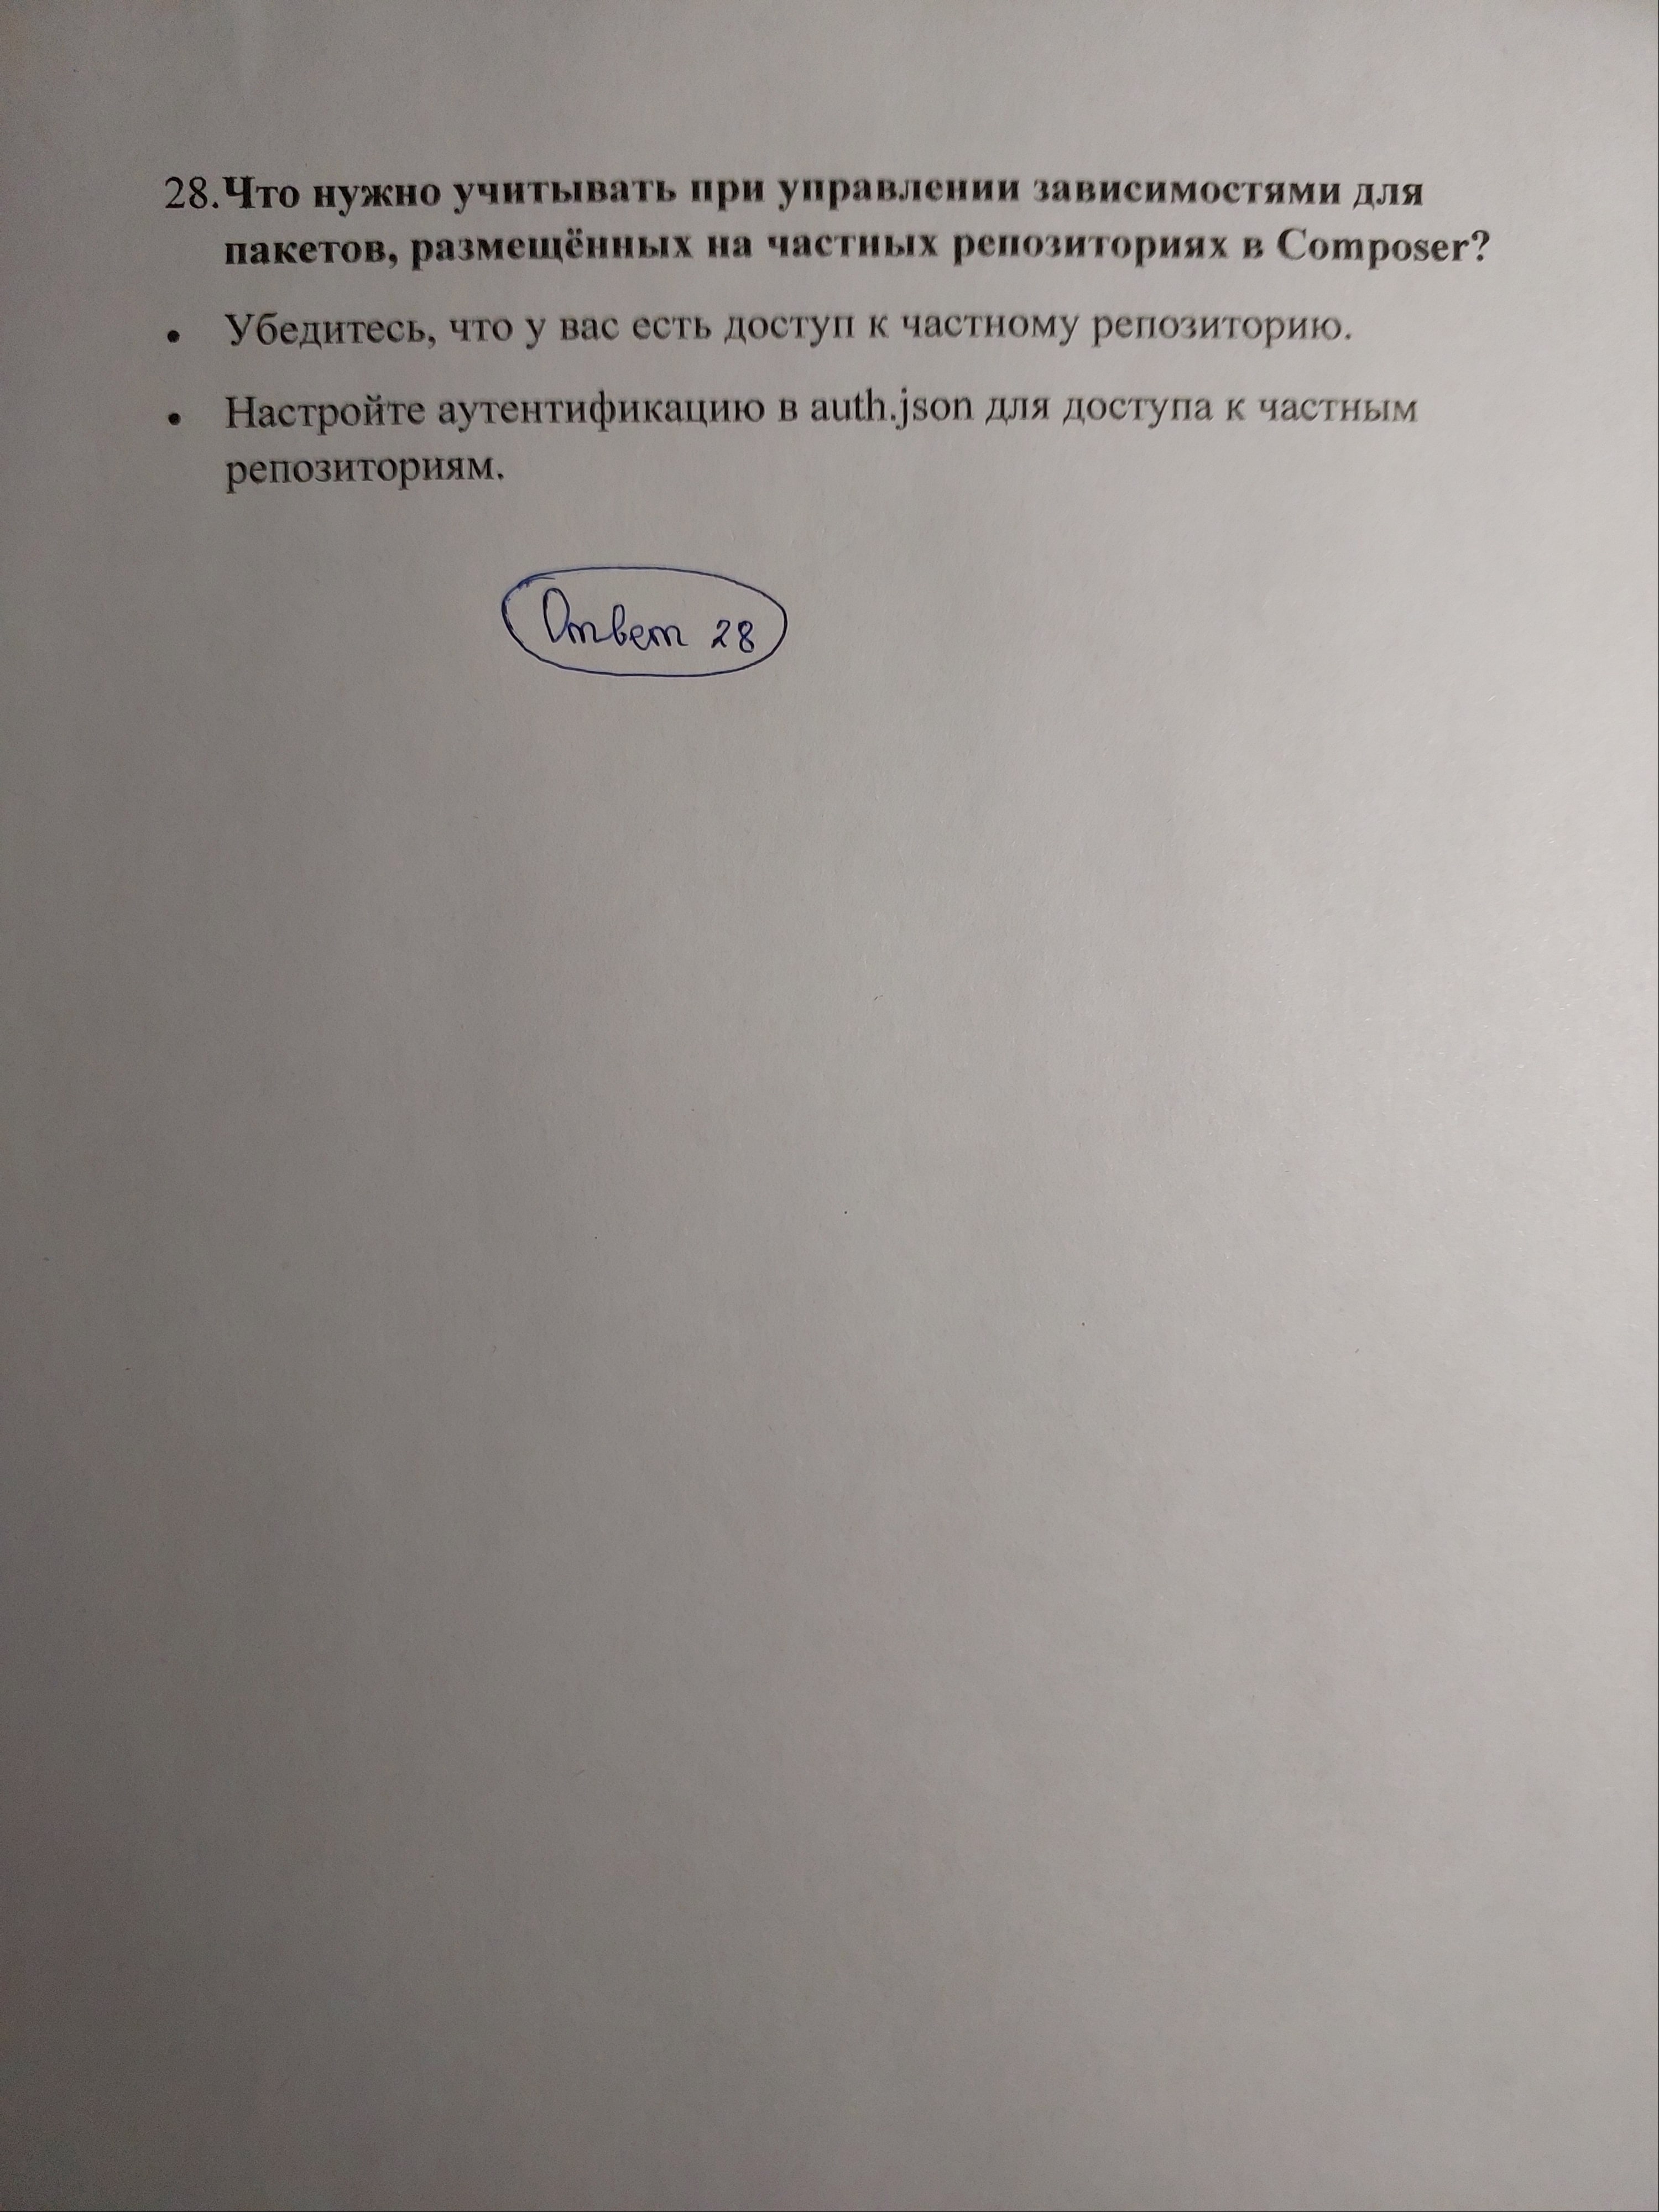 28.Что нужно учитывать при управлении зависимостями для
пакетов, размещённых на частных репозиториях в Composer?
• Убедитесь, что у вас есть доступ к частному репозиторию.
• Настройте аутентификацию в auth.json для доступа к частным
репозиториям.
Ответ 28